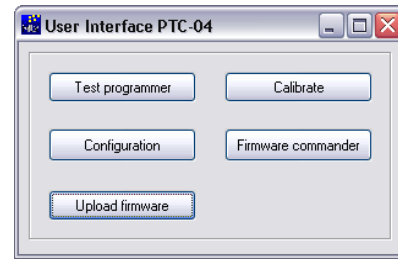 User Interface PTC-04
Test programmer
Calibrate
Configuration
Firmware commander
Upload firmware